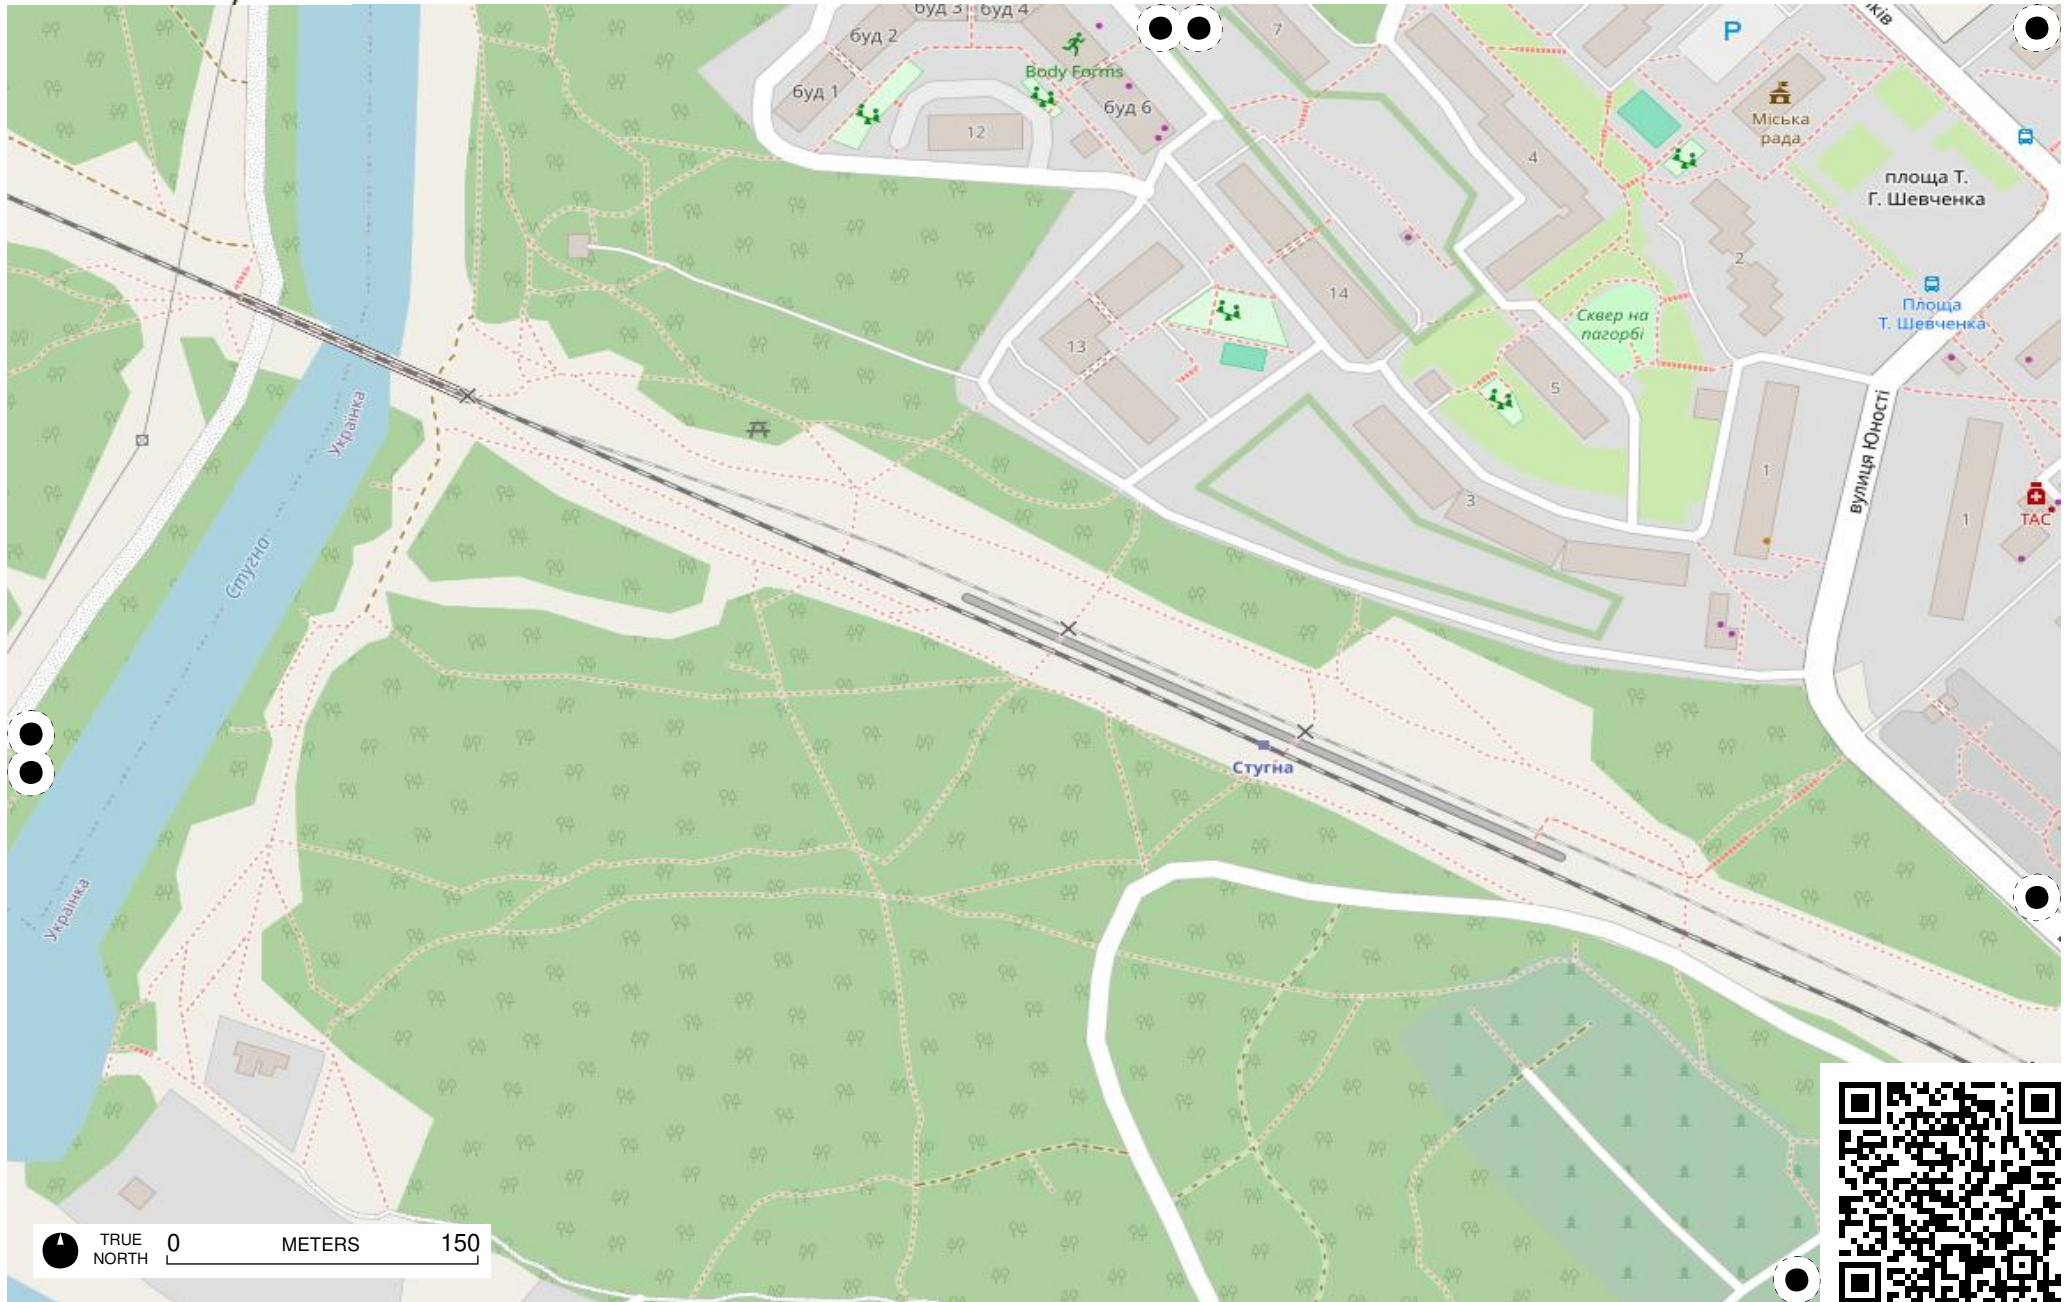 буд 3
буд 4
ків
буд 2
7
P
Body Forms
буд 1
буд 6
12
Міська
рада
4
площа Т.
Г. Шевченка
2
14
Площа
Т. Шевченка
Сквер на
пагорбі
13
5
Українка
вулиця Юності
1
3
1
ТАС
Стугна
Стугна
Українка
TRUE
NORTH
0 METERS 150